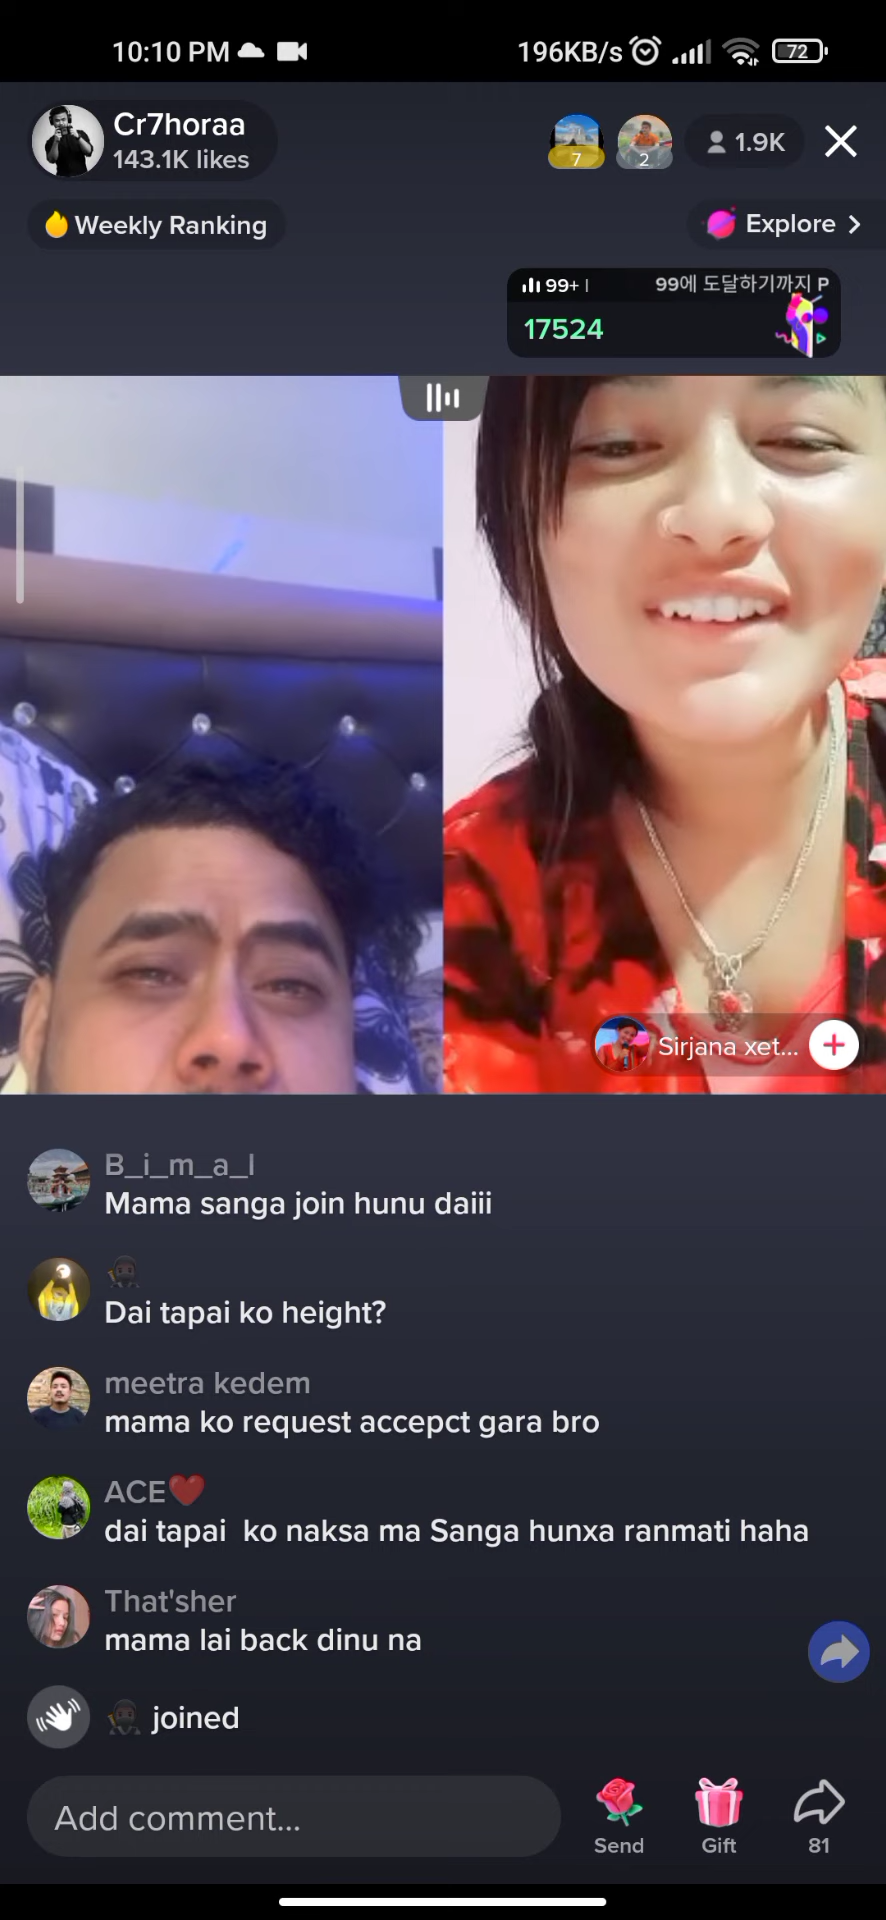 10:10 PM
196KB/s
72
Cr7horaa
143.1K likes
7
2
1.9K
Weekly Ranking
Explore
99+
99에 도달하기까지 P
17524
Sirjana xet...
B_i_m_a_l
Mama sanga join hunu daiii
Dai tapai ko height?
meetra kedem
mama ko request accepct gara bro
ACE❤️
dai tapai  ko naksa ma Sanga hunxa ranmati haha
That'sher
mama lai back dinu na
joined
Add comment...
Send
Gift
81